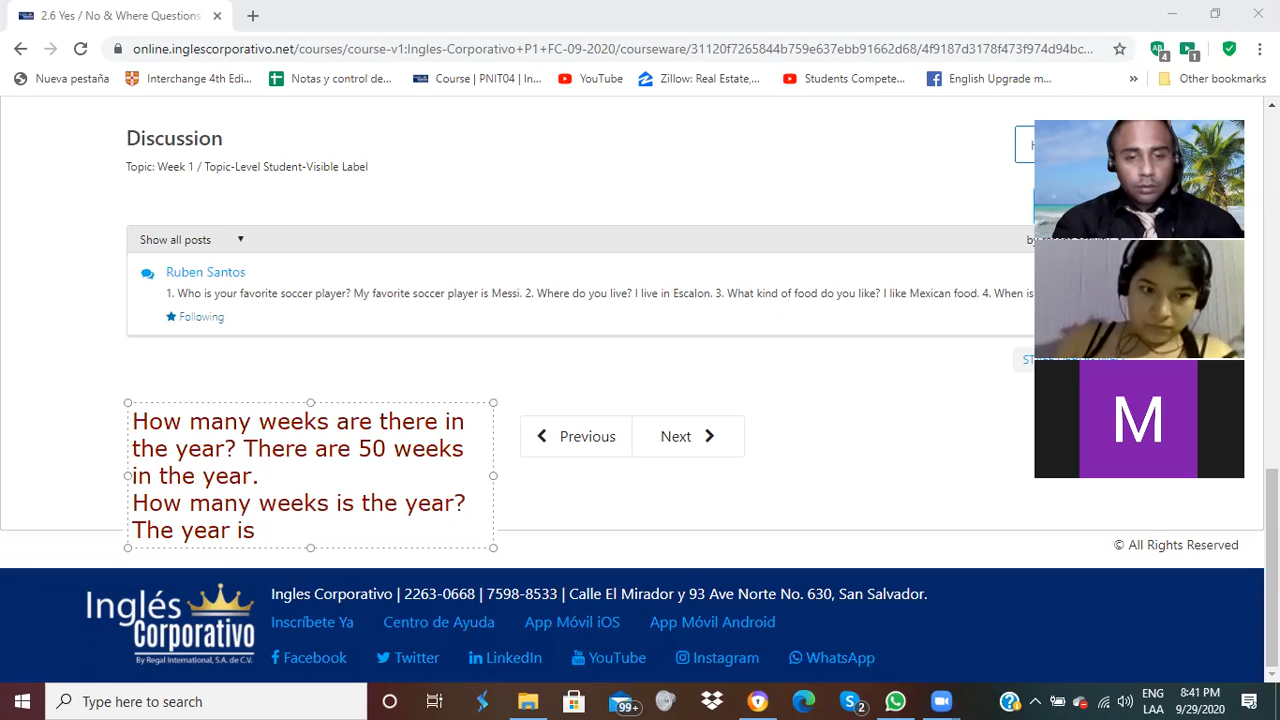 2.6 Yes / No & Where Questions
online.inglescorporativo.net/courses/course-v1:Ingles-Corporativo+P1+FC-09-2020/courseware/31120f7265844b759e637ebb91662d68/4f9187d3178f473f974d94bc...
4
1
Nueva pestaña
Interchange 4th Edi...
Notas y control de...
Course | PNIT04 | In...
YouTube
Zillow: Real Estate,...
Students Compete...
English Upgrade m...
»
Other bookmarks
Discussion
Topic: Week 1 / Topic-Level Student-Visible Label
Show all posts
Ruben Santos
1. Who is your favorite soccer player? My favorite soccer player is Messi. 2. Where do you live? I live in Escalon. 3. What kind of food do you like? I like Mexican food. 4. When is
Following
How many weeks are there in
the year? There are 50 weeks
in the year.
How many weeks is the year?
The year is
Previous
Next
M
© All Rights Reserved
Inglés
Corporativo
By Regal International, S.A. de C.V.
Ingles Corporativo | 2263-0668 | 7598-8533 | Calle El Mirador y 93 Ave Norte No. 630, San Salvador.
Inscríbete Ya
Centro de Ayuda
App Móvil iOS
App Móvil Android
Facebook
Twitter
LinkedIn
YouTube
Instagram
WhatsApp
Type here to search
99+
2
ENG
LAA
8:41 PM
9/29/2020